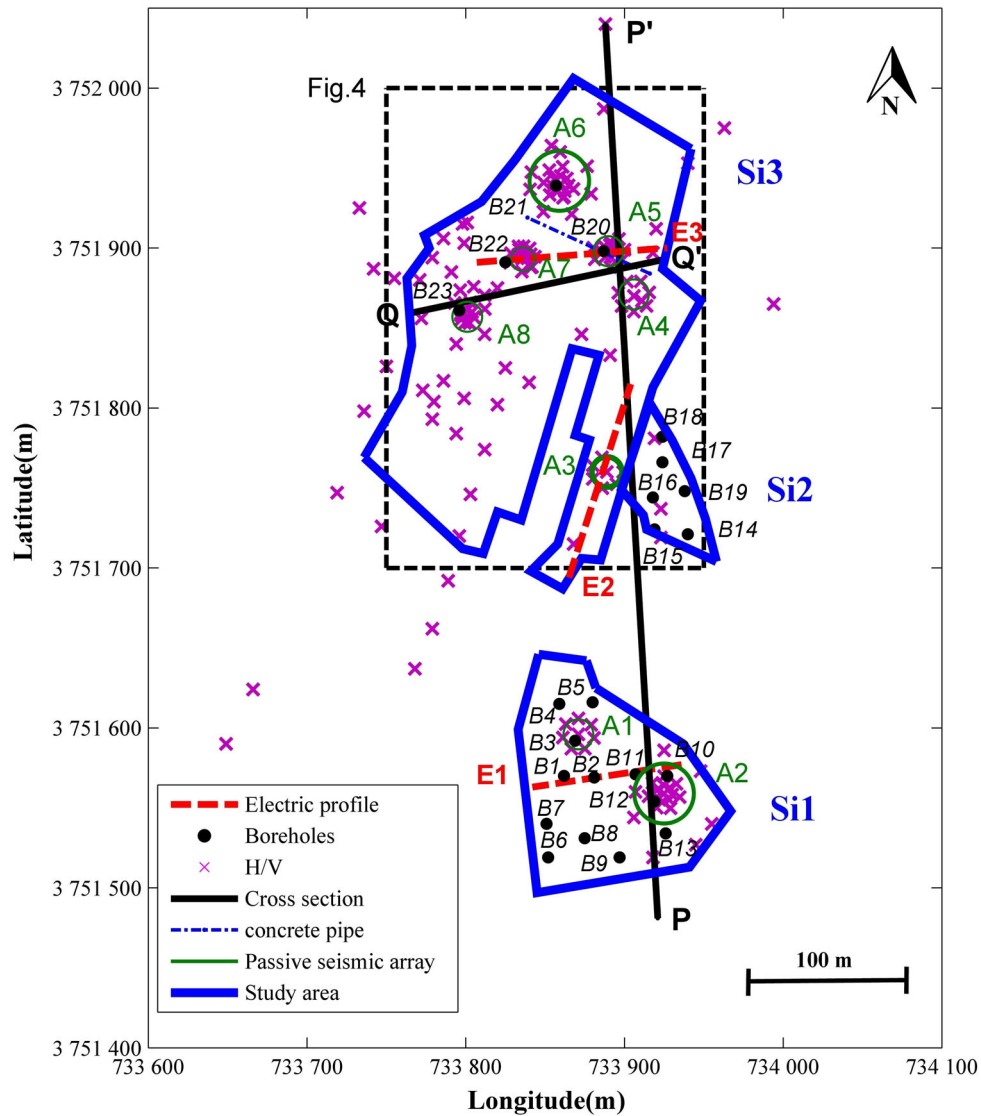 P'
3 752 000
Fig.4
N
A6
Si3
B21
B20
A5
3 751 900
B22
E3
A7
Q'
B23
Q
A8
A4
3 751 800
B18
A3
B17
B16
Si2
B19
B14
B15
3 751 700
E2
Latitude(m)
3 751 600
B5
B4
A1
B3
B11
B10
B1
B2
A2
E1
B12
B7
Si1
B6
B8
B9
B13
3 751 500
P
Electric profile
Boreholes
H/V
Cross section
concrete pipe
Passive seismic array
Study area
100 m
3 751 400
733 600
733 700
733 800
733 900
734 000
734 100
Longitude(m)